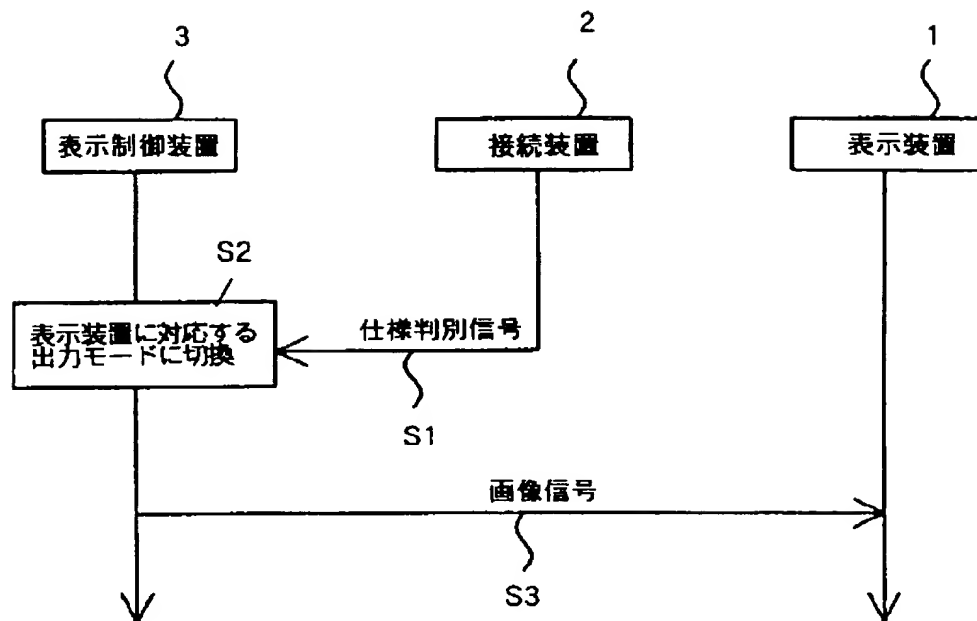 3
2
1
表示制御装置
接続装置
表示装置
S2
表示装置に対応する
出力モードに切換
仕様判別信号
S1
画像信号
S3